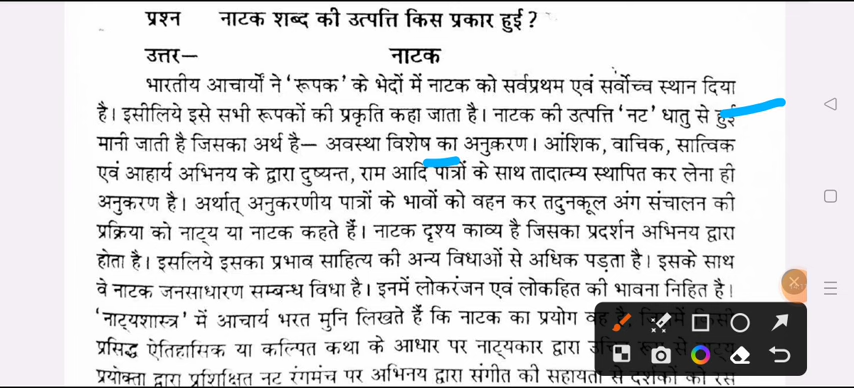 प्रश्न नाटक शब्द की उत्पत्ति किस प्रकार हुई ?
उत्तर— नाटक
भारतीय आचार्यों ने 'रूपक' के भेदों में नाटक को सर्वप्रथम एवं सर्वोच्च स्थान दिया
है। इसीलिये इसे सभी रूपकों की प्रकृति कहा जाता है। नाटक की उत्पत्ति 'नट' धातु से हुई
मानी जाती है जिसका अर्थ है— अवस्था विशेष का अनुकरण। आंशिक, वाचिक, सात्विक
एवं आहार्य अभिनय के द्वारा दुष्यन्त, राम आदि पात्रों के साथ तादात्म्य स्थापित कर लेना ही
अनुकरण है। अर्थात् अनुकरणीय पात्रों के भावों को वहन कर तदुनकूल अंग संचालन की
प्रक्रिया को नाट्य या नाटक कहते हैं। नाटक दृश्य काव्य है जिसका प्रदर्शन अभिनय द्वारा
होता है। इसलिये इसका प्रभाव साहित्य की अन्य विधाओं से अधिक पड़ता है। इसके साथ
वे नाटक जनसाधारण सम्बन्ध विधा है। इनमें लोकरंजन एवं लोकहित की भावना निहित है।
'नाट्यशास्त्र' में आचार्य भरत मुनि लिखते हैं कि नाटक का प्रयोग वह है,
प्रसिद्ध ऐतिहासिक या कल्पित कथा के आधार पर नाट्यकार द्वारा
प्रयोक्ता द्वारा प्रशिक्षित नट रंगमंच पर अभिनय द्वारा संगीत की सहायता से दर्शकों को रस